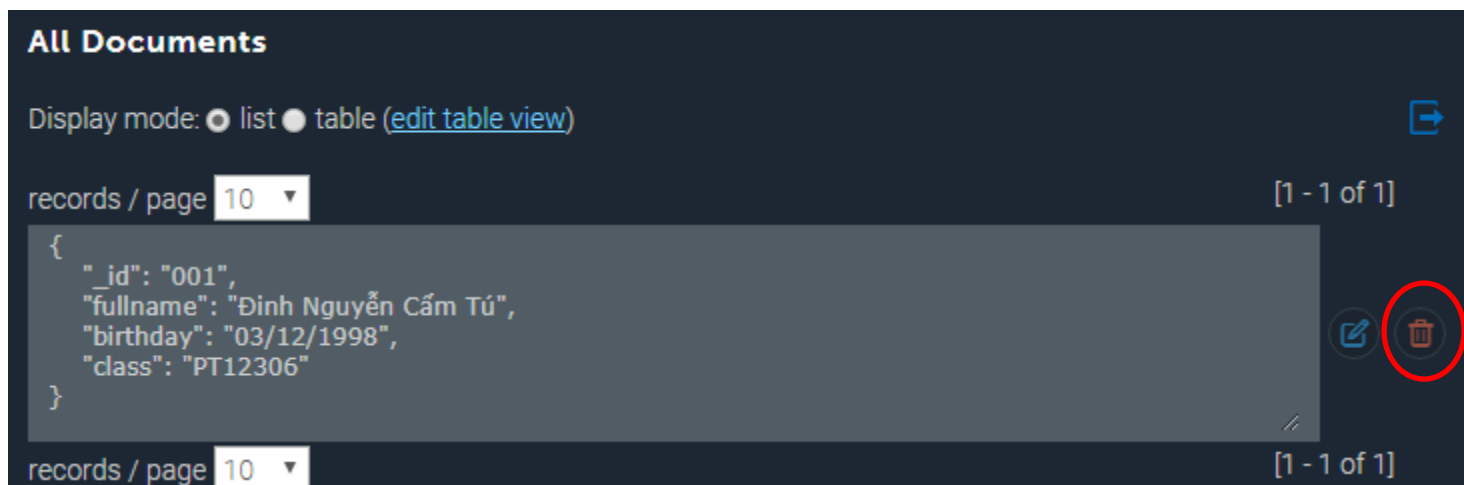 All Documents
Display mode: list table (edit table view)
records / page 10 [1 - 1 of 1]
{
"_id": "001",
"fullname": "Đinh Nguyễn Cẩm Tú",
"birthday": "03/12/1998",
"class": "PT12306"
}
records / page 10 [1 - 1 of 1]